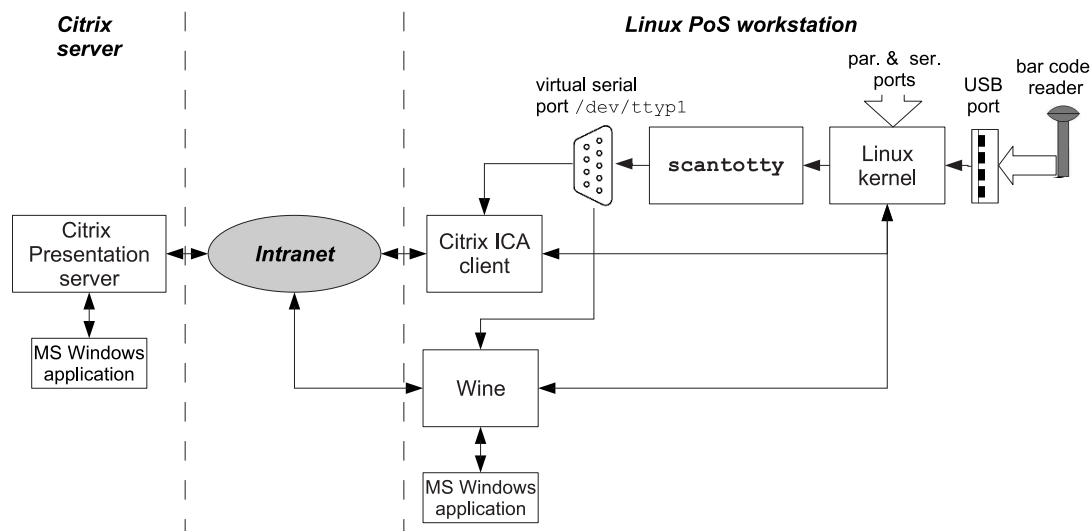 Citrix
server
Linux PoS workstation
virtual serial
port /dev/ttyp1
par. & ser.
ports
USB
port
bar code
reader
scantotty
Linux
kernel
Citrix
Presentation
server
Intranet
Citrix ICA
client
MS Windows
application
Wine
MS Windows
application